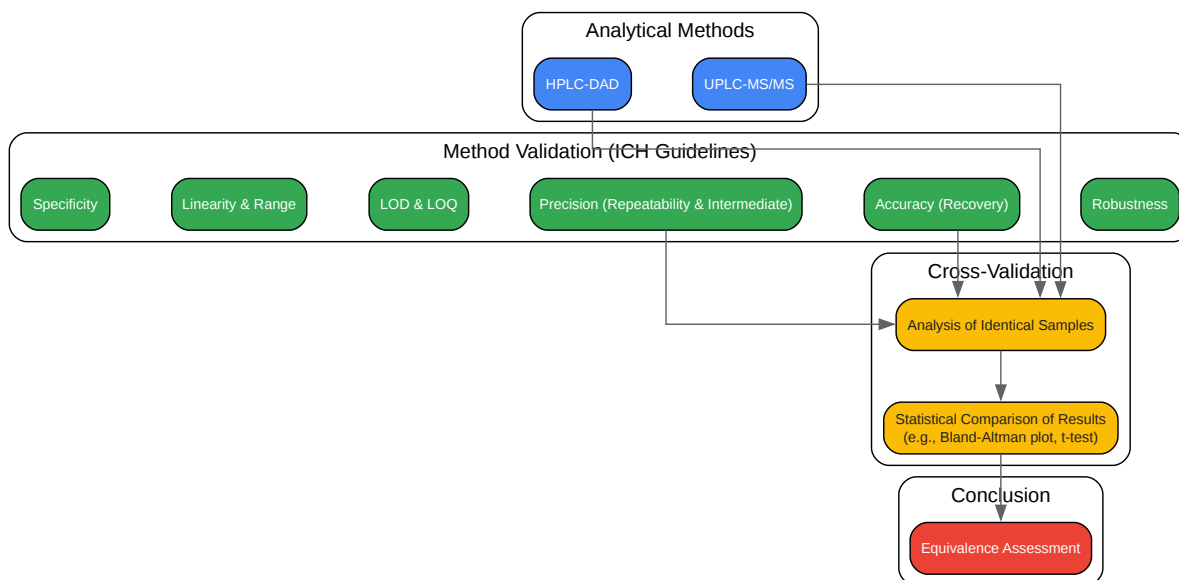 Analytical Methods
HPLC-DAD
UPLC-MS/MS
Method Validation (ICH Guidelines)
Specificity
Linearity & Range
LOD & LOQ
Precision (Repeatability & Intermediate)
Accuracy (Recovery)
Robustness
Cross-Validation
Analysis of Identical Samples
Statistical Comparison of Results
(e.g., Bland-Altman plot, t-test)
Conclusion
Equivalence Assessment